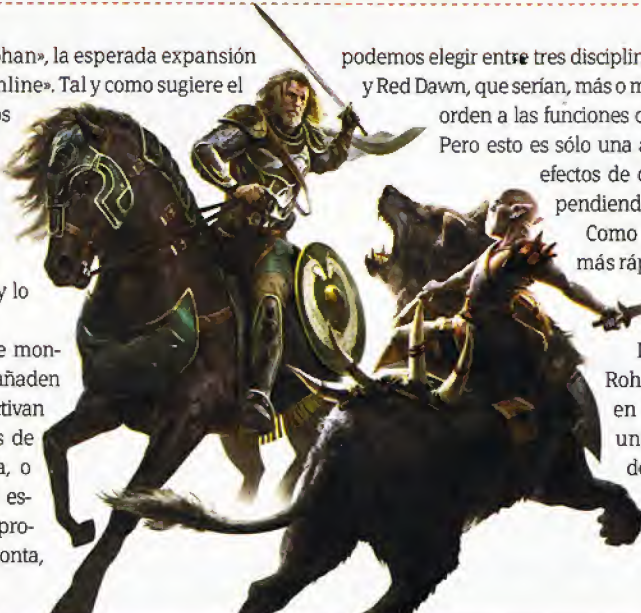 ohan», la esperada expansión
nline». Tal y como sugiere el
s
y lo
e mon-
añaden
tivan
s de
a, o
es-
pro-
onta,
podemos elegir entre tres disciplin
y Red Dawn, que serían, más o m
orden a las funciones
Pero esto es sólo una a
efectos de
pendiend
Como
más ráp
Roh
en
un
de